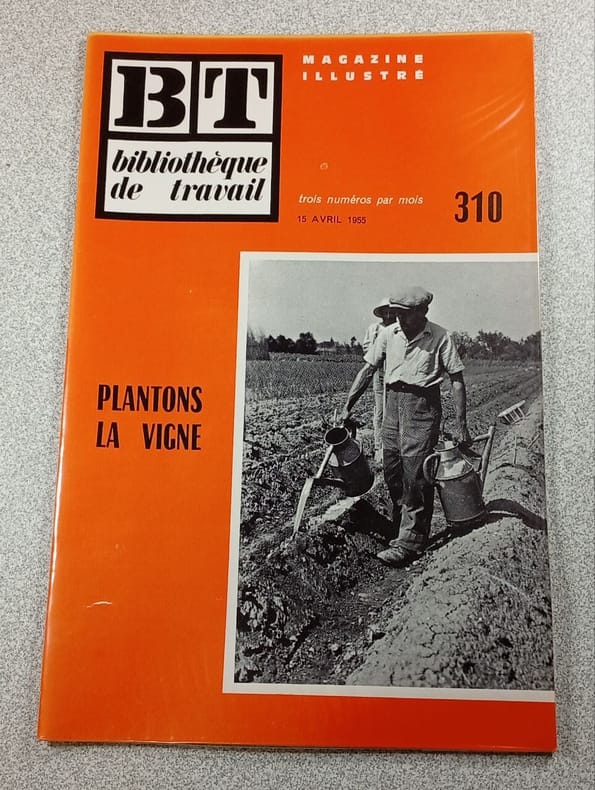 BT
bibliothèque
de travail
MAGAZINE
ILLUSTRÉ
trois numéros par mois
15 AVRIL 1955
310
PLANTONS
LA VIGNE